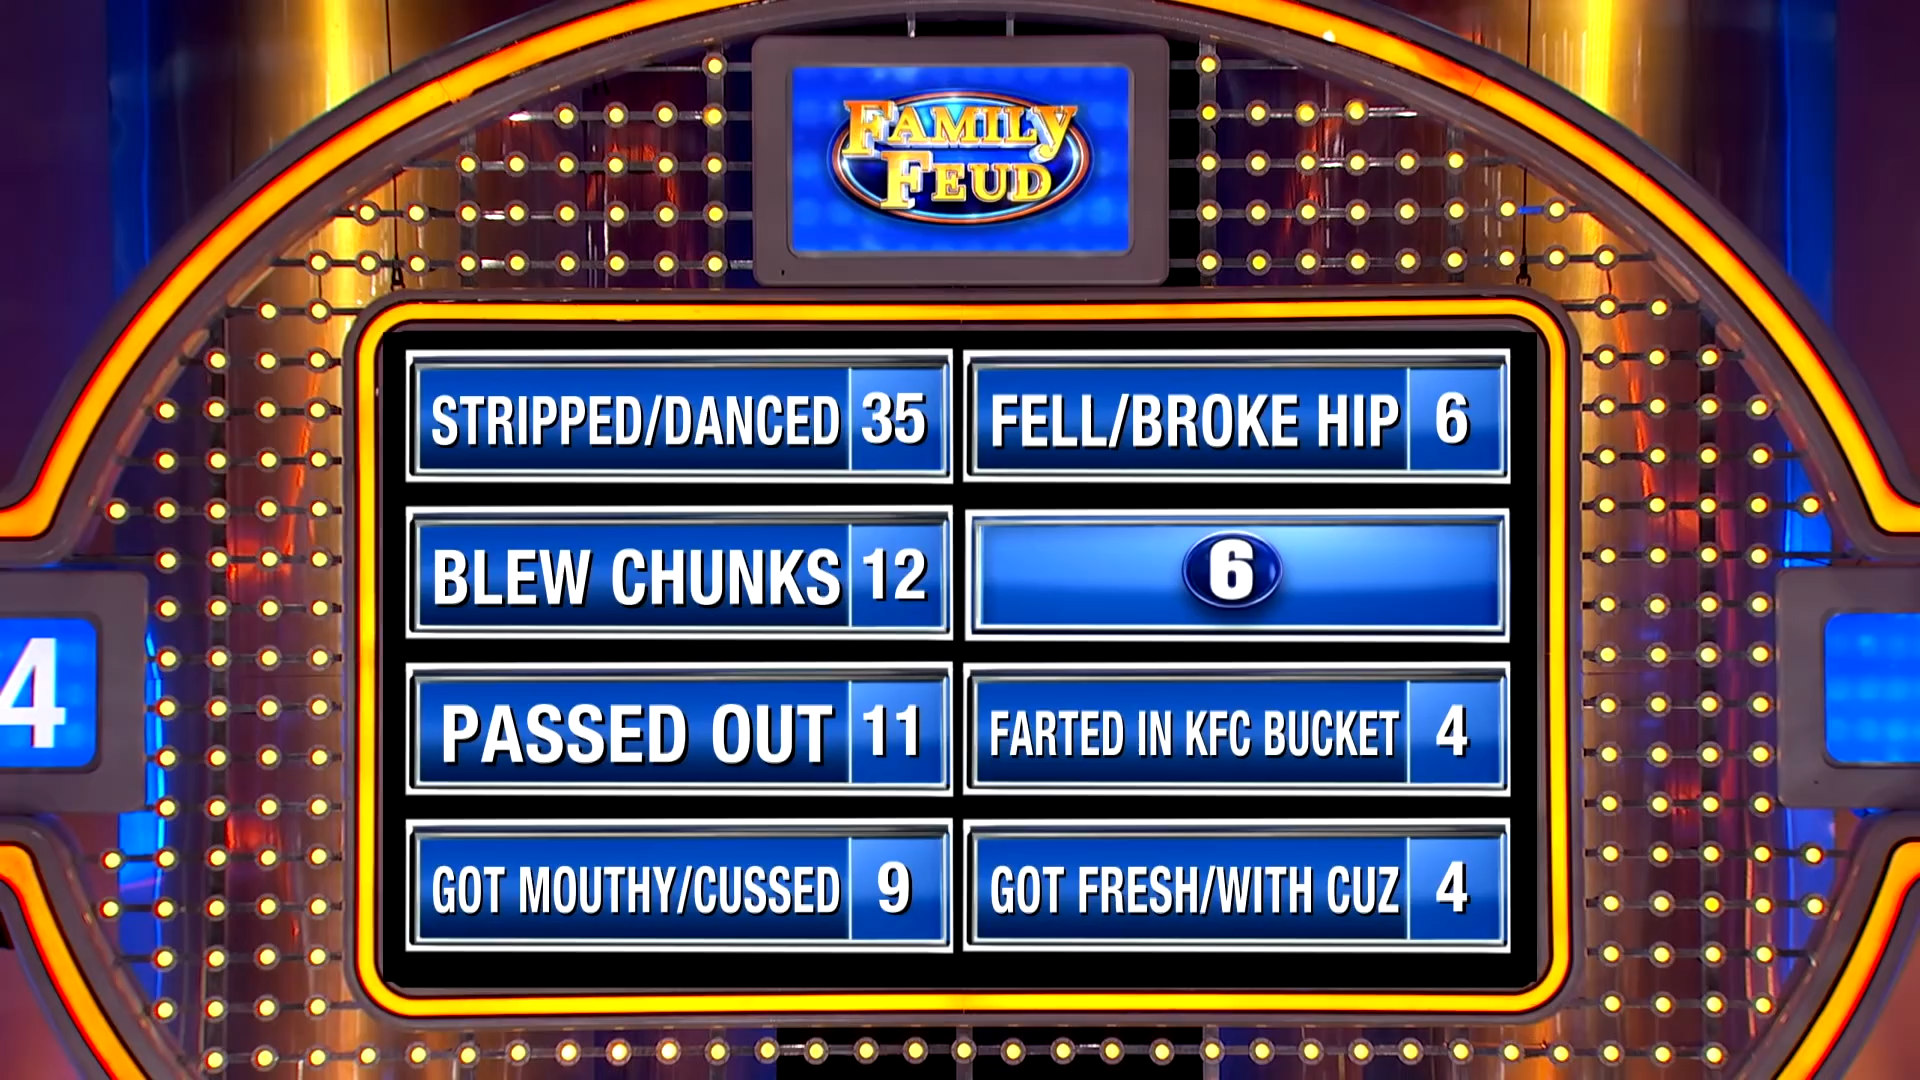 FAMILY
FEUD
STRIPPED/DANCED 35
FELL/BROKE HIP 6
BLEW CHUNKS 12
6
PASSED OUT 11
FARTED IN KFC BUCKET 4
GOT MOUTHY/CUSSED 9
GOT FRESH/WITH CUZ 4
4